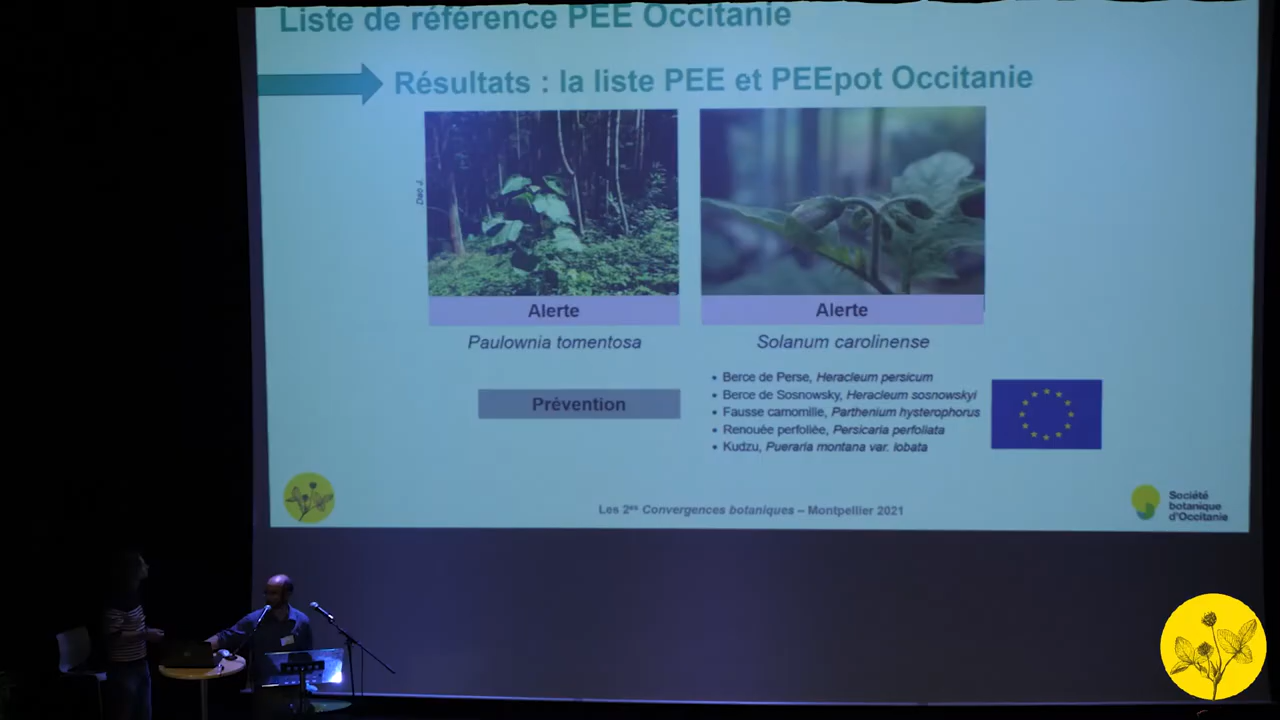 Liste de référence PEE Occitanie
Résultats : la liste PEE et PEEpot Occitanie
Dao J.
Alerte
Alerte
Paulownia tomentosa
Solanum carolinense
Prévention
• Berce de Perse, Heracleum persicum
• Berce de Sosnowsky, Heracleum sosnowskyi
• Fausse camomille, Parthenium hysterophorus
• Renouée perfoliée, Persicaria perfoliata
• Kudzu, Pueraria montana var. lobata
Les 2es Convergences botaniques – Montpellier 2021
Société
botanique
d'Occitanie